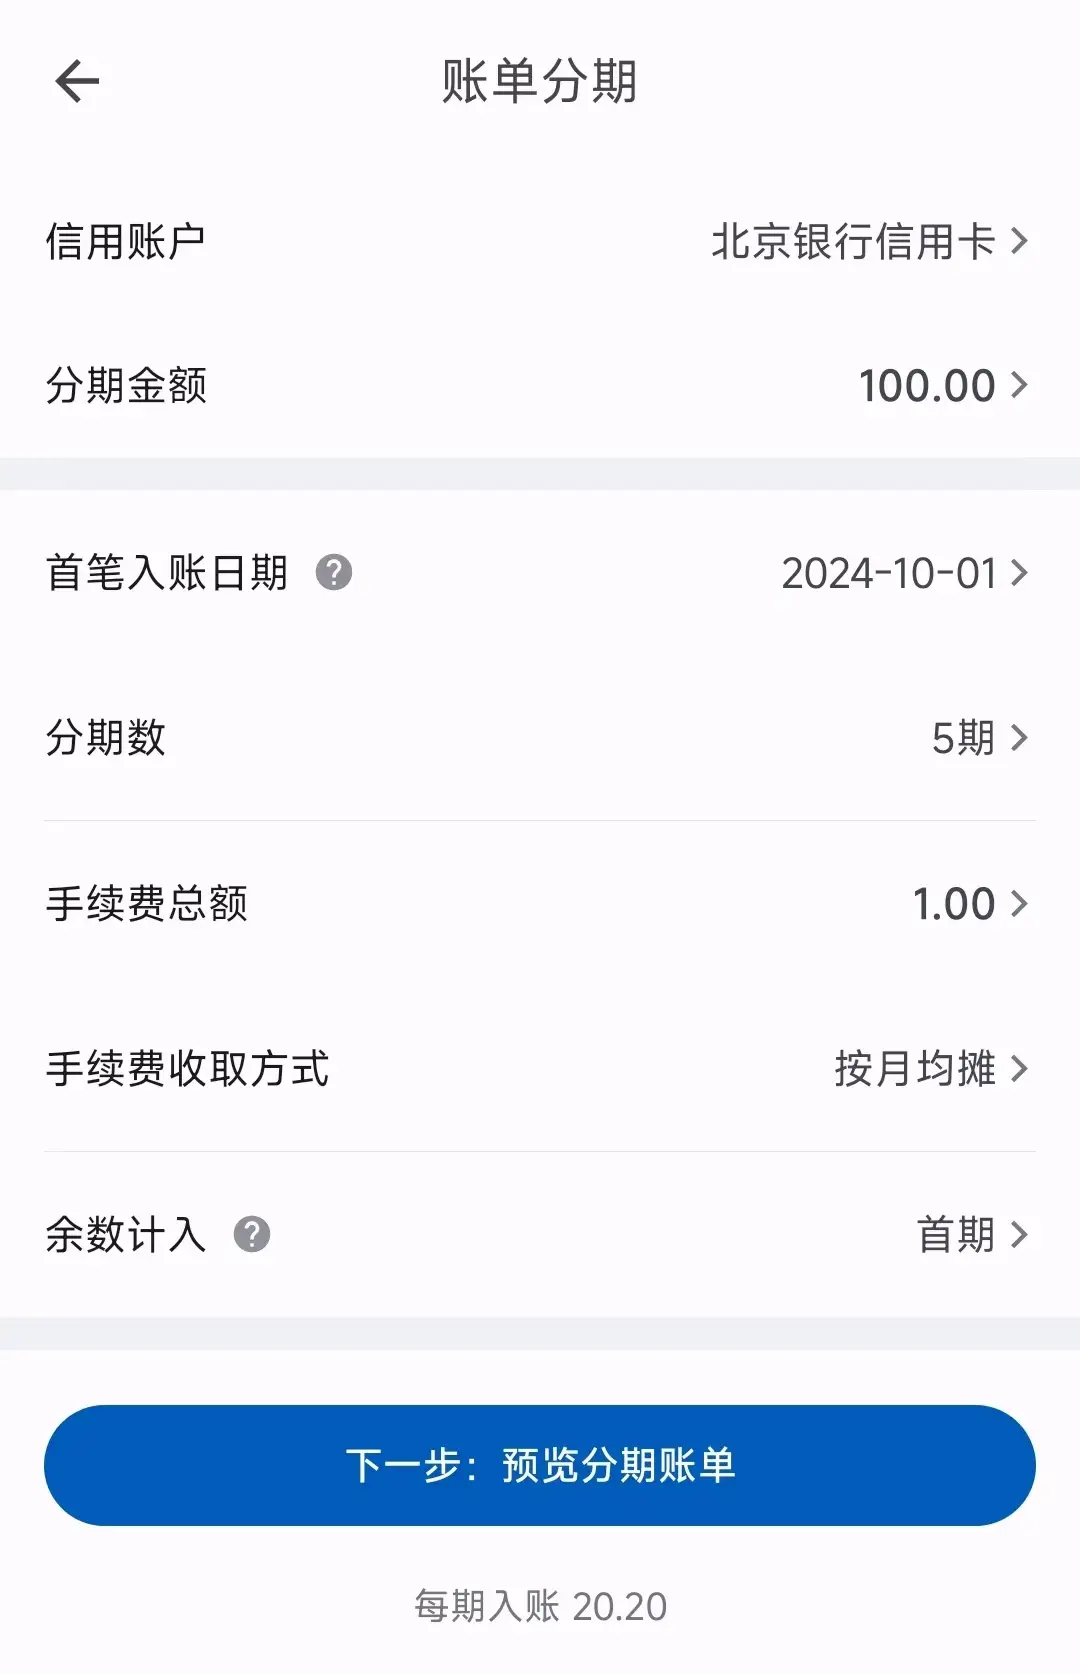 账单分期
信用账户 北京银行信用卡
分期金额 100.00
首笔入账日期 ? 2024-10-01
分期数 5期
手续费总额 1.00
手续费收取方式 按月均摊
余数计入 ? 首期
下一步：预览分期账单
每期入账 20.20